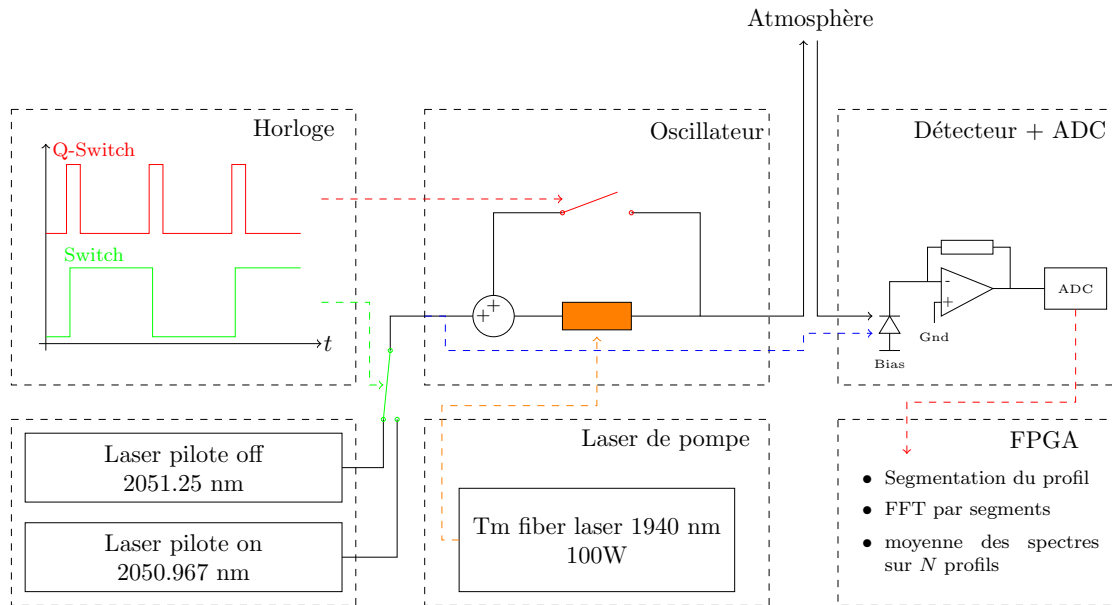 Atmosphère
Horloge
Q-Switch
Switch
t
Oscillateur
+
+
Détecteur + ADC
-
+
Gnd
Bias
ADC
Laser pilote off
2051.25 nm
Laser pilote on
2050.967 nm
Laser de pompe
Tm fiber laser 1940 nm
100W
FPGA
• Segmentation du profil
• FFT par segments
• moyenne des spectres
sur N profils